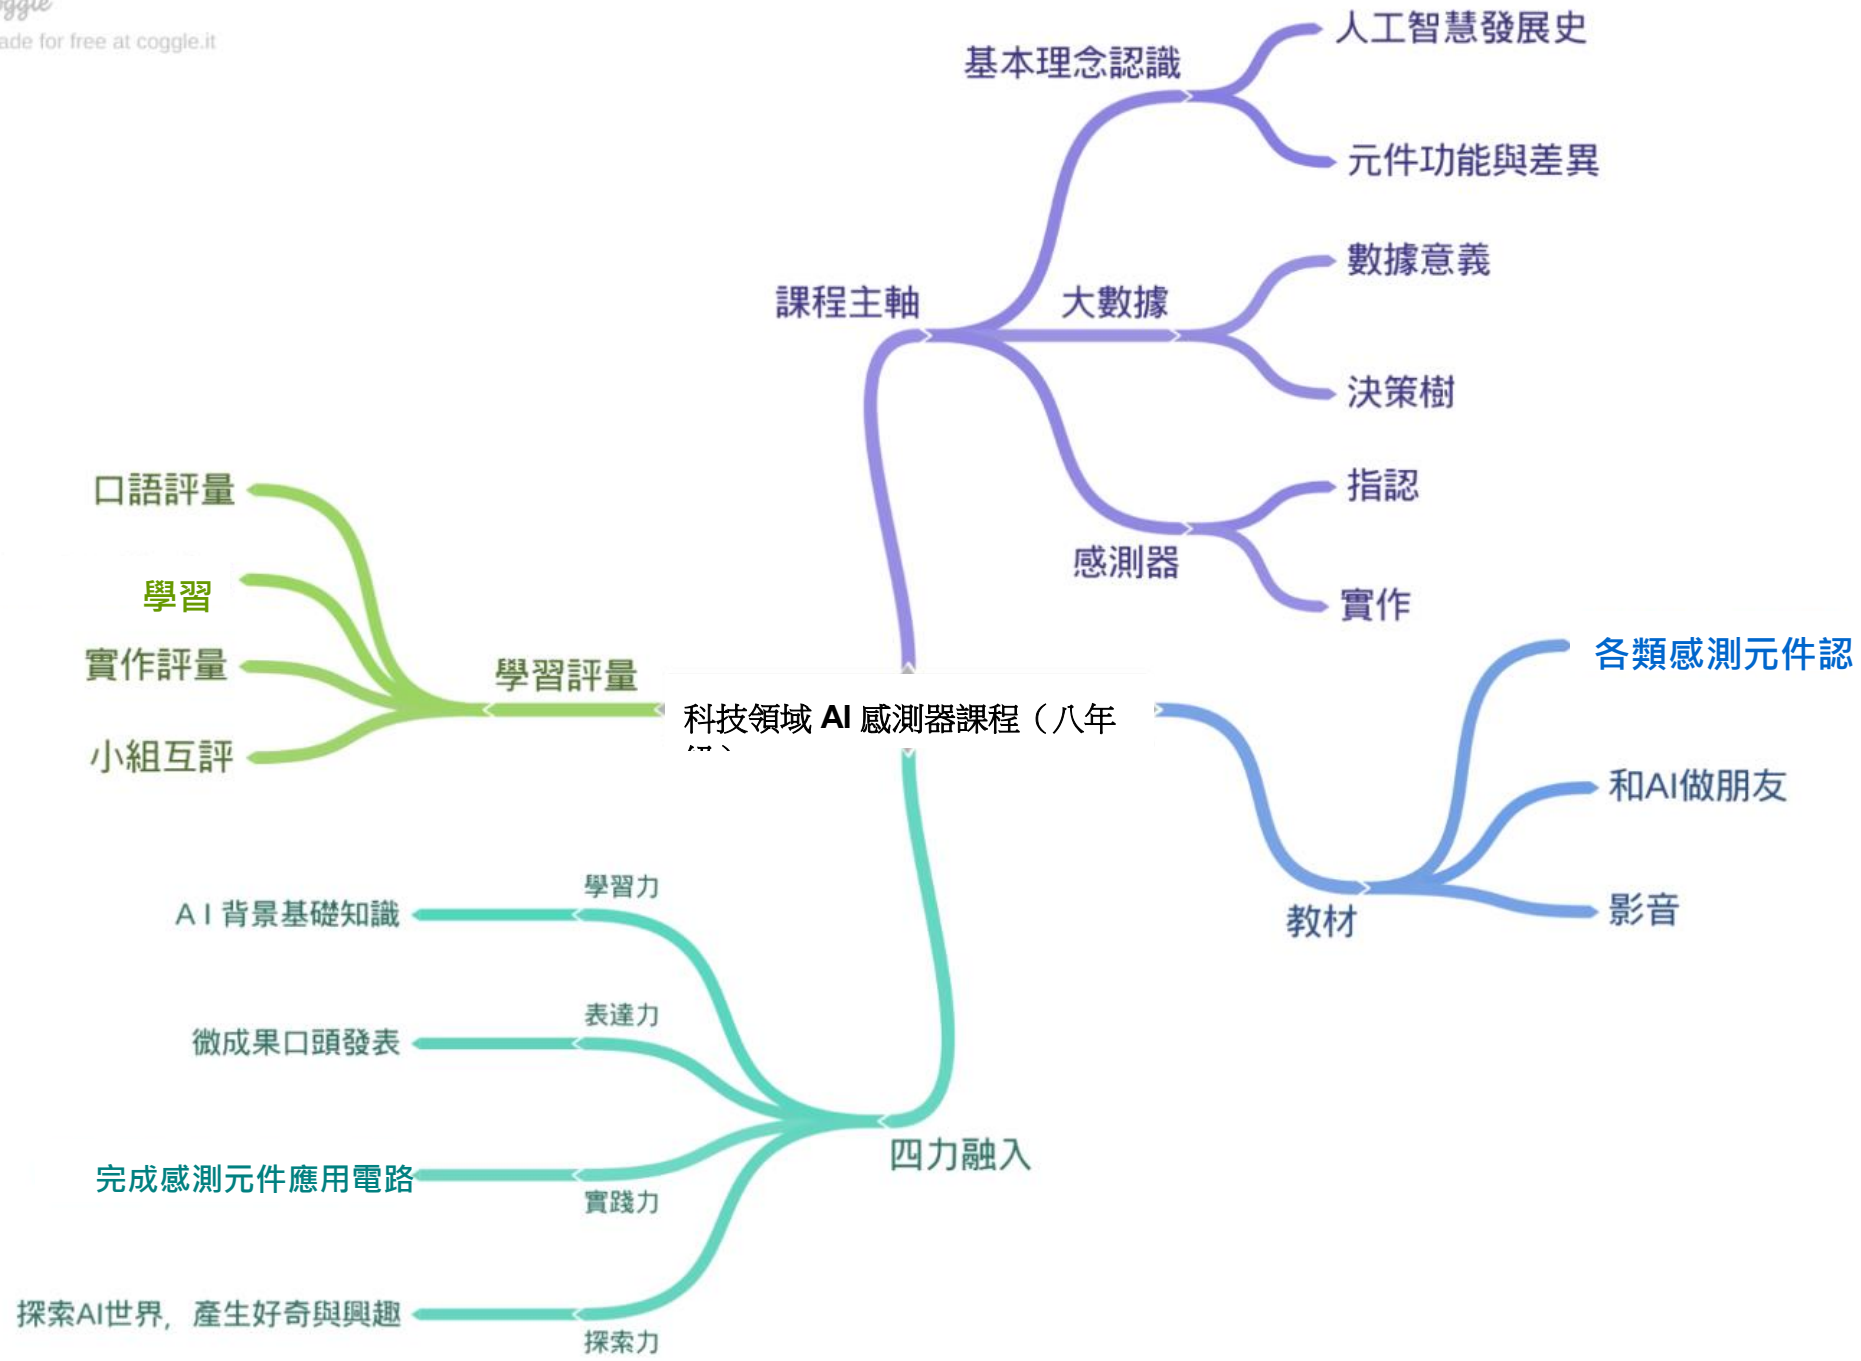 ade for free at coggle.it
基本理念認識
人工智慧發展史
元件功能與差異
課程主軸
大數據
數據意義
決策樹
感測器
指認
實作
口語評量
學習
實作評量
小組互評
學習評量
科技領域 AI 感測器課程（八年
各類感測元件認
和AI做朋友
影音
教材
學習力
AI背景基礎知識
表達力
微成果口頭發表
完成感測元件應用電路
實踐力
四力融入
探索AI世界，產生好奇與興趣
探索力